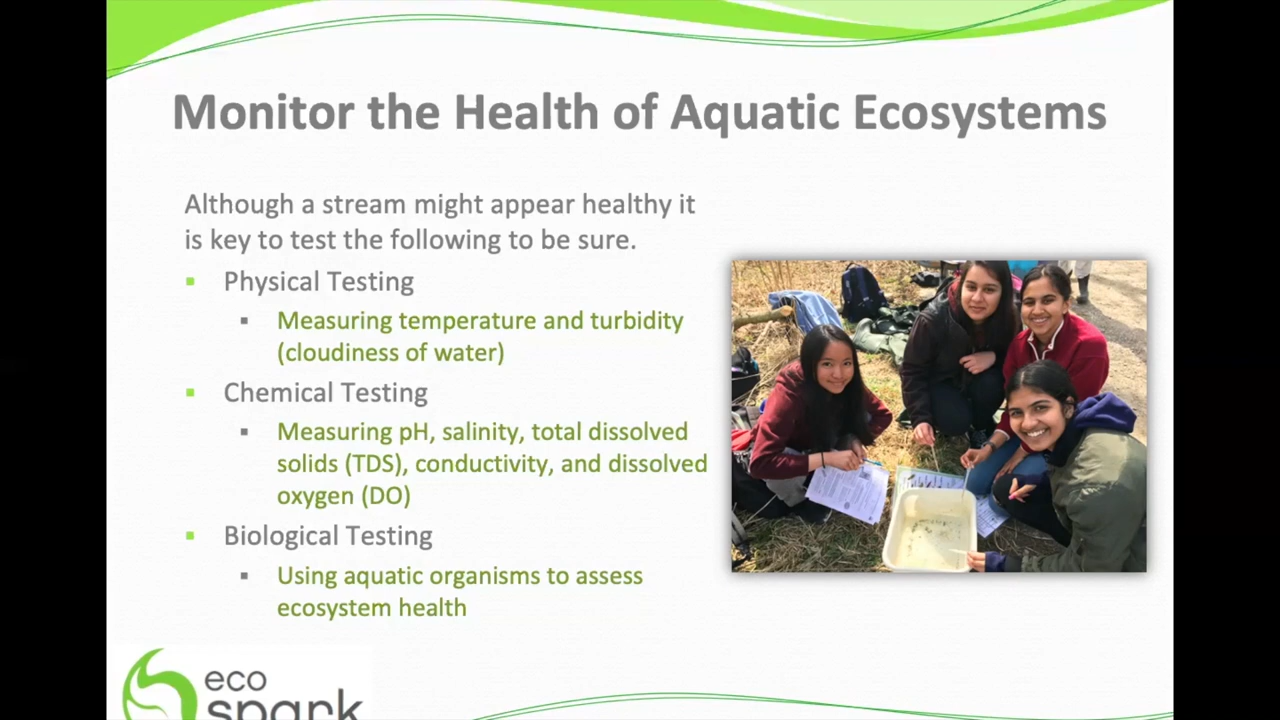 Monitor the Health of Aquatic Ecosystems
Although a stream might appear healthy it
is key to test the following to be sure.
Physical Testing
Measuring temperature and turbidity
(cloudiness of water)
Chemical Testing
Measuring pH, salinity, total dissolved
solids (TDS), conductivity, and dissolved
oxygen (DO)
Biological Testing
Using aquatic organisms to assess
ecosystem health
eco
spark